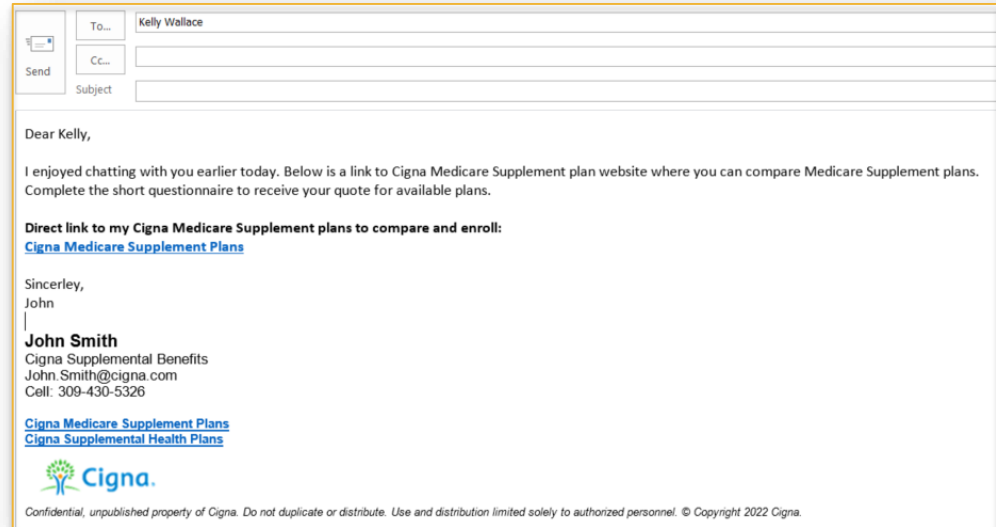 To...
Kelly Wallace
Cc...
Send
Subject
Dear Kelly,
I enjoyed chatting with you earlier today. Below is a link to Cigna Medicare Supplement plan website where you can compare Medicare Supplement plans.
Complete the short questionnaire to receive your quote for available plans.
Direct link to my Cigna Medicare Supplement plans to compare and enroll:
Cigna Medicare Supplement Plans
Sincerley,
John
John Smith
Cigna Supplemental Benefits
John.Smith@cigna.com
Cell: 309-430-5326
Cigna Medicare Supplement Plans
Cigna Supplemental Health Plans
Cigna.
Confidential, unpublished property of Cigna. Do not duplicate or distribute. Use and distribution limited solely to authorized personnel. © Copyright 2022 Cigna.